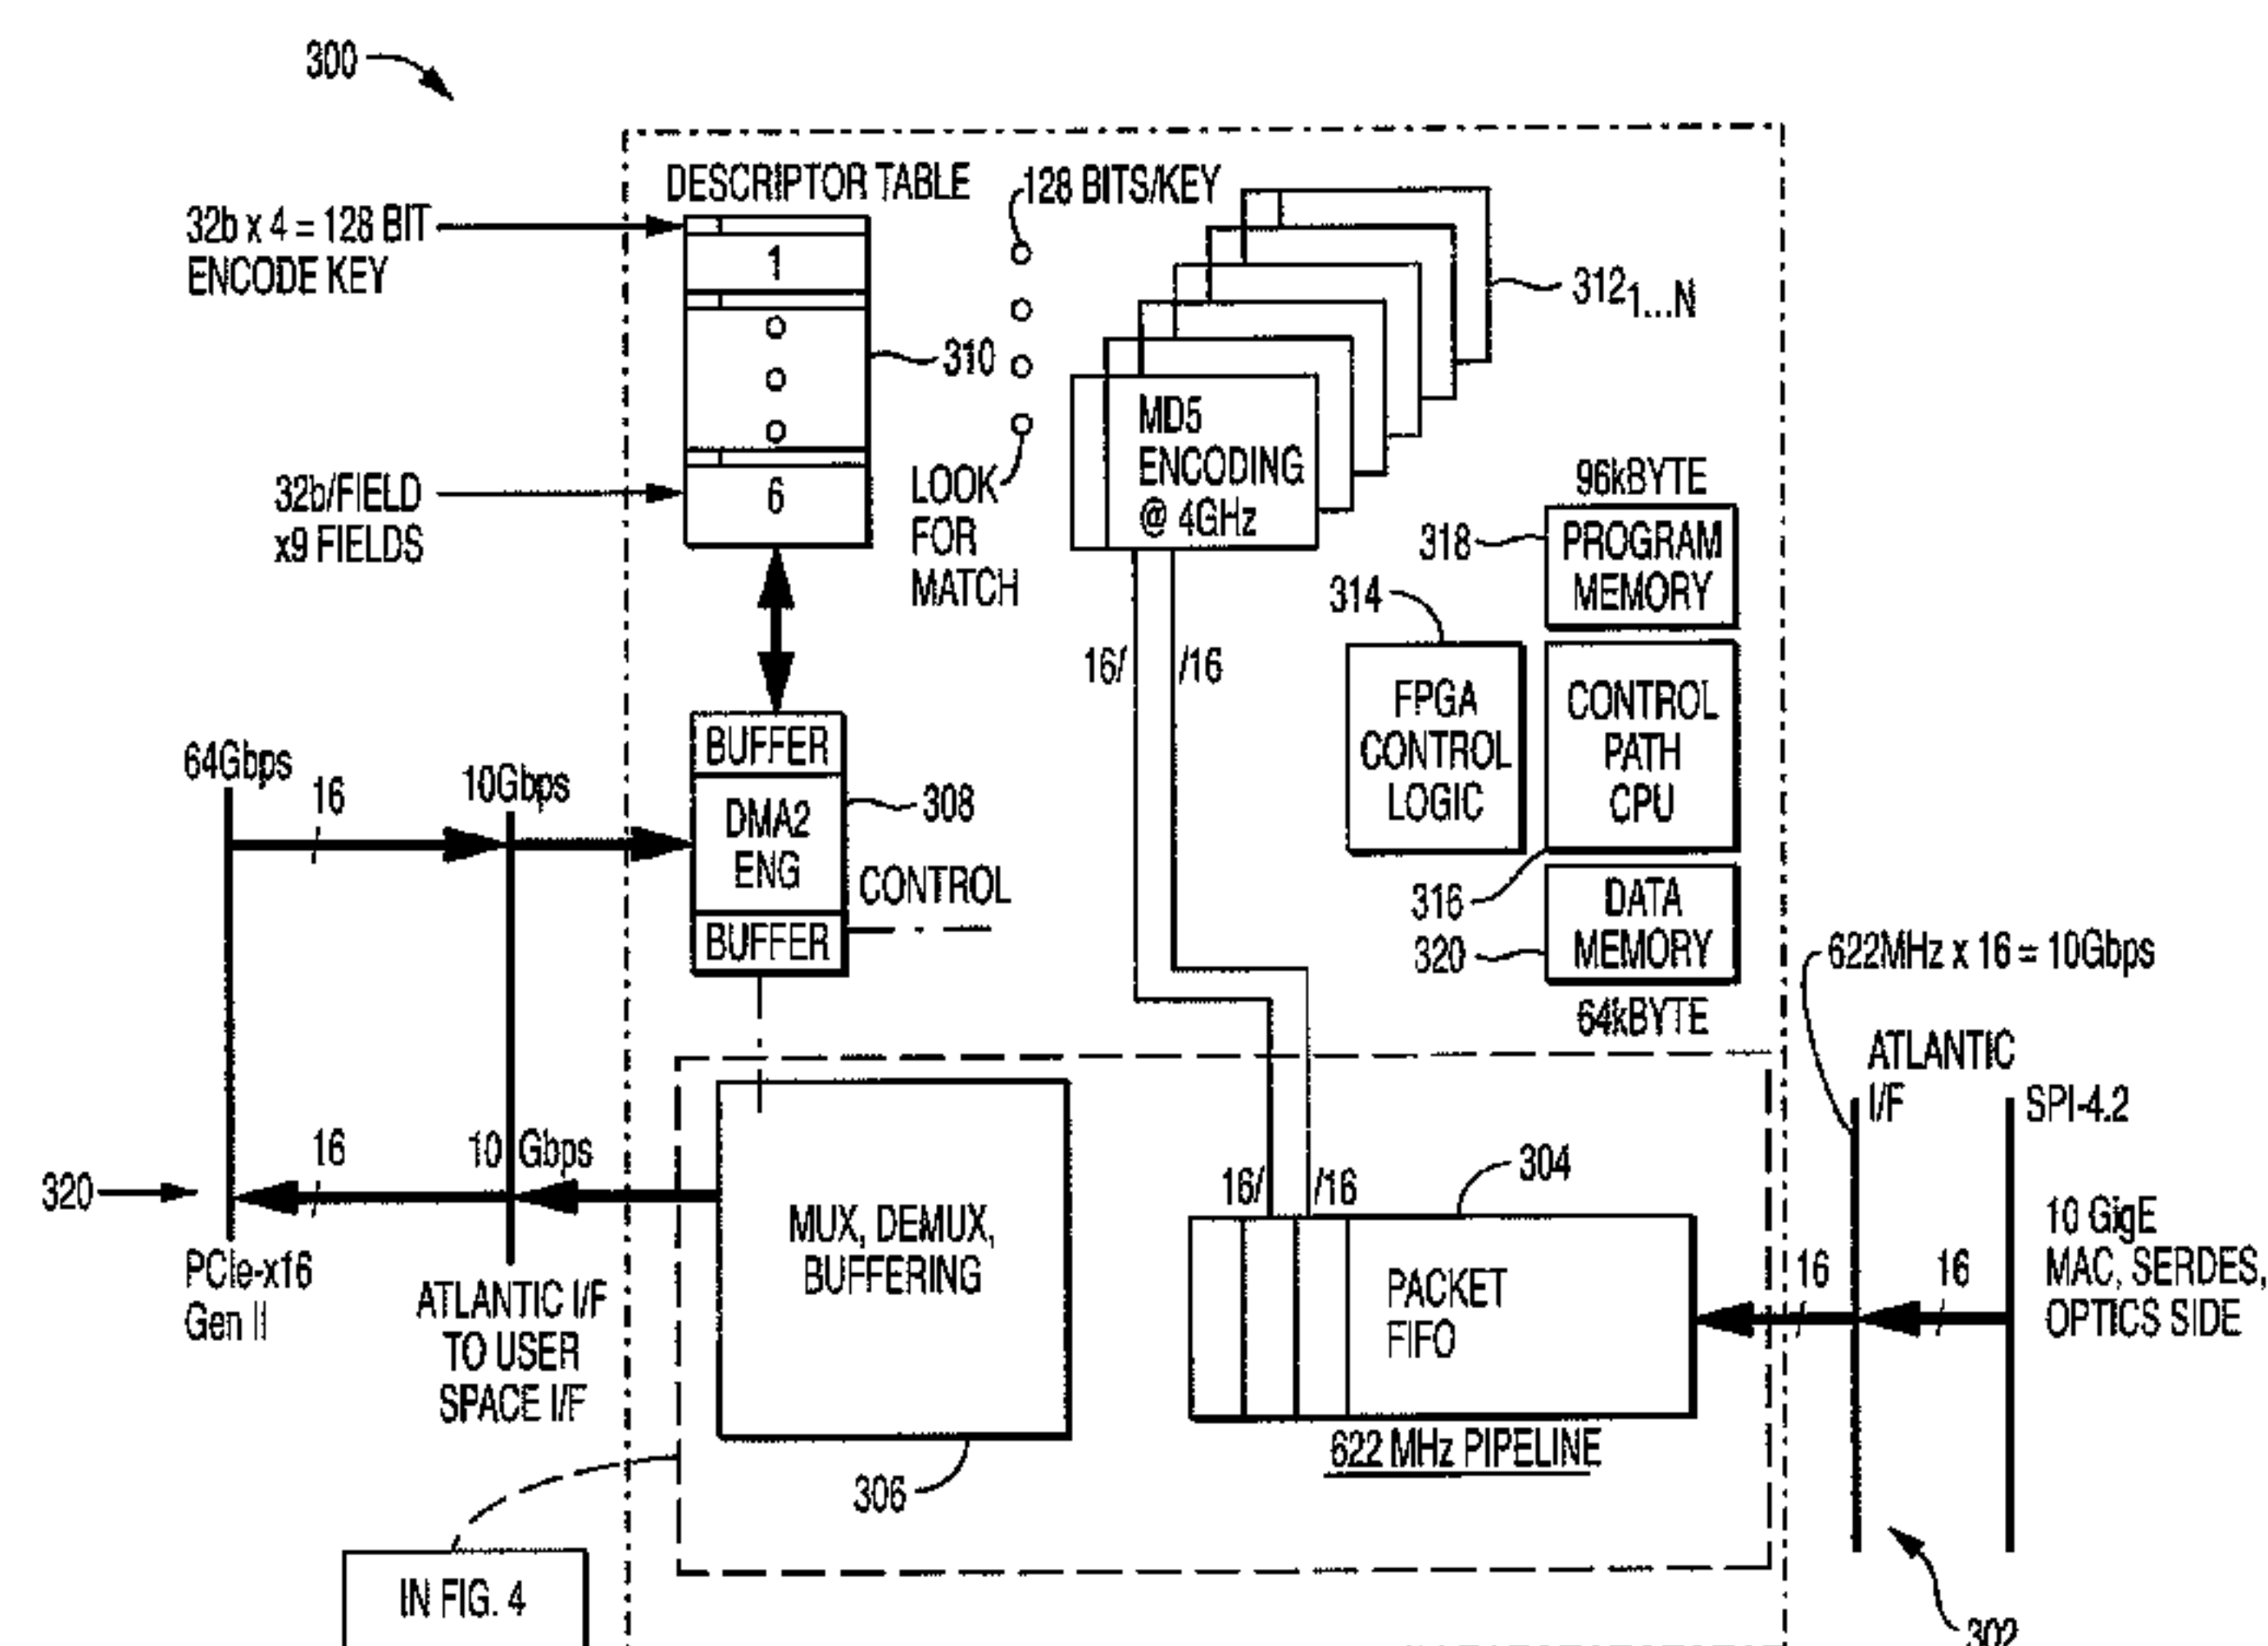 300
DESCRIPTOR TABLE
128 BITS/KEY
32b x 4 = 128 BIT
ENCODE KEY
1
310
312 1...N
MD5
ENCODING
@ 4GHz
32b/FIELD
x9 FIELDS
6
LOOK
FOR
MATCH
96kBYTE
318
PROGRAM
MEMORY
314
16/
/16
FPGA
CONTROL
LOGIC
CONTROL
PATH
CPU
316
DATA
MEMORY
320
64kBYTE
64Gbps
16
10Gbps
BUFFER
DMA2
ENG
BUFFER
308
CONTROL
622MHz x 16 = 10Gbps
ATLANTIC
I/F
SPI-4.2
320
16
10 Gbps
PCIe-x16
Gen II
ATLANTIC I/F
TO USER
SPACE I/F
MUX, DEMUX,
BUFFERING
306
16/
/16
304
PACKET
FIFO
622 MHz PIPELINE
16
16
10 GigE
MAC, SERDES,
OPTICS SIDE
IN FIG. 4
302